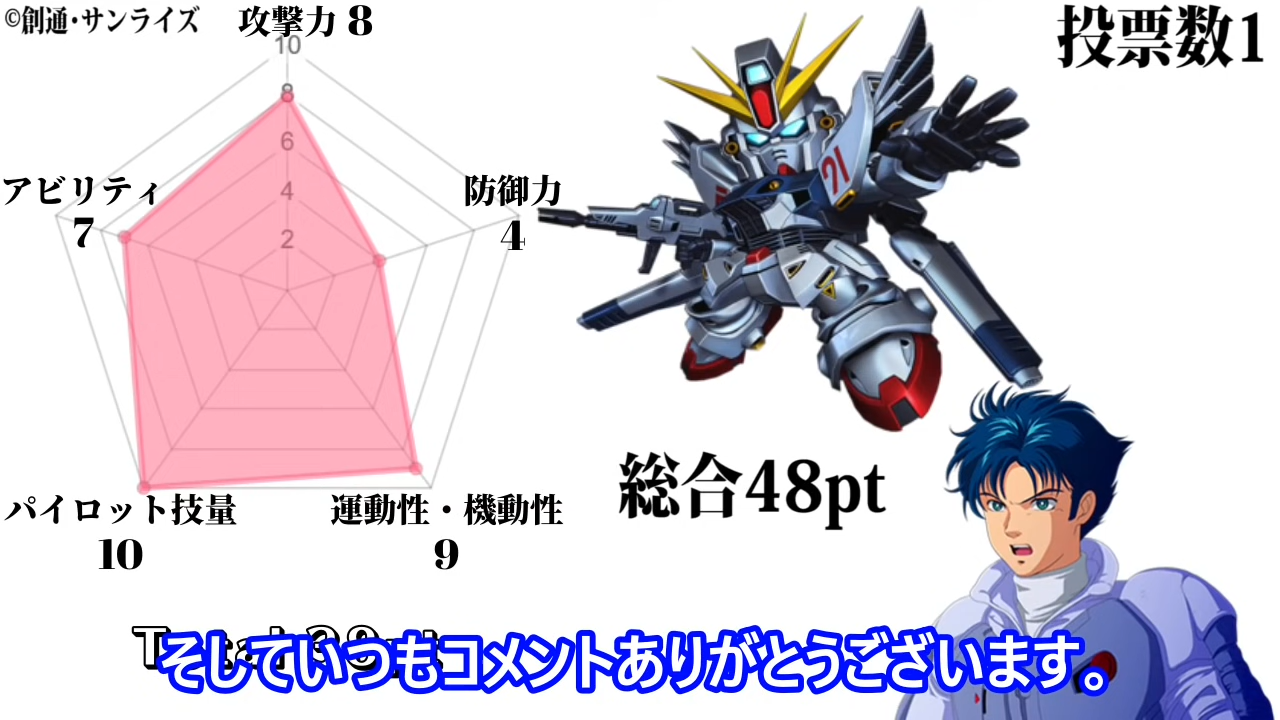 ©創通・サンライズ
攻撃力 8
投票数1
10
8
6
4
2
アビリティ
7
防御力
4
21
総合48pt
パイロット技量
10
運動性・機動性
9
そしていつもコメントありがとうございます。